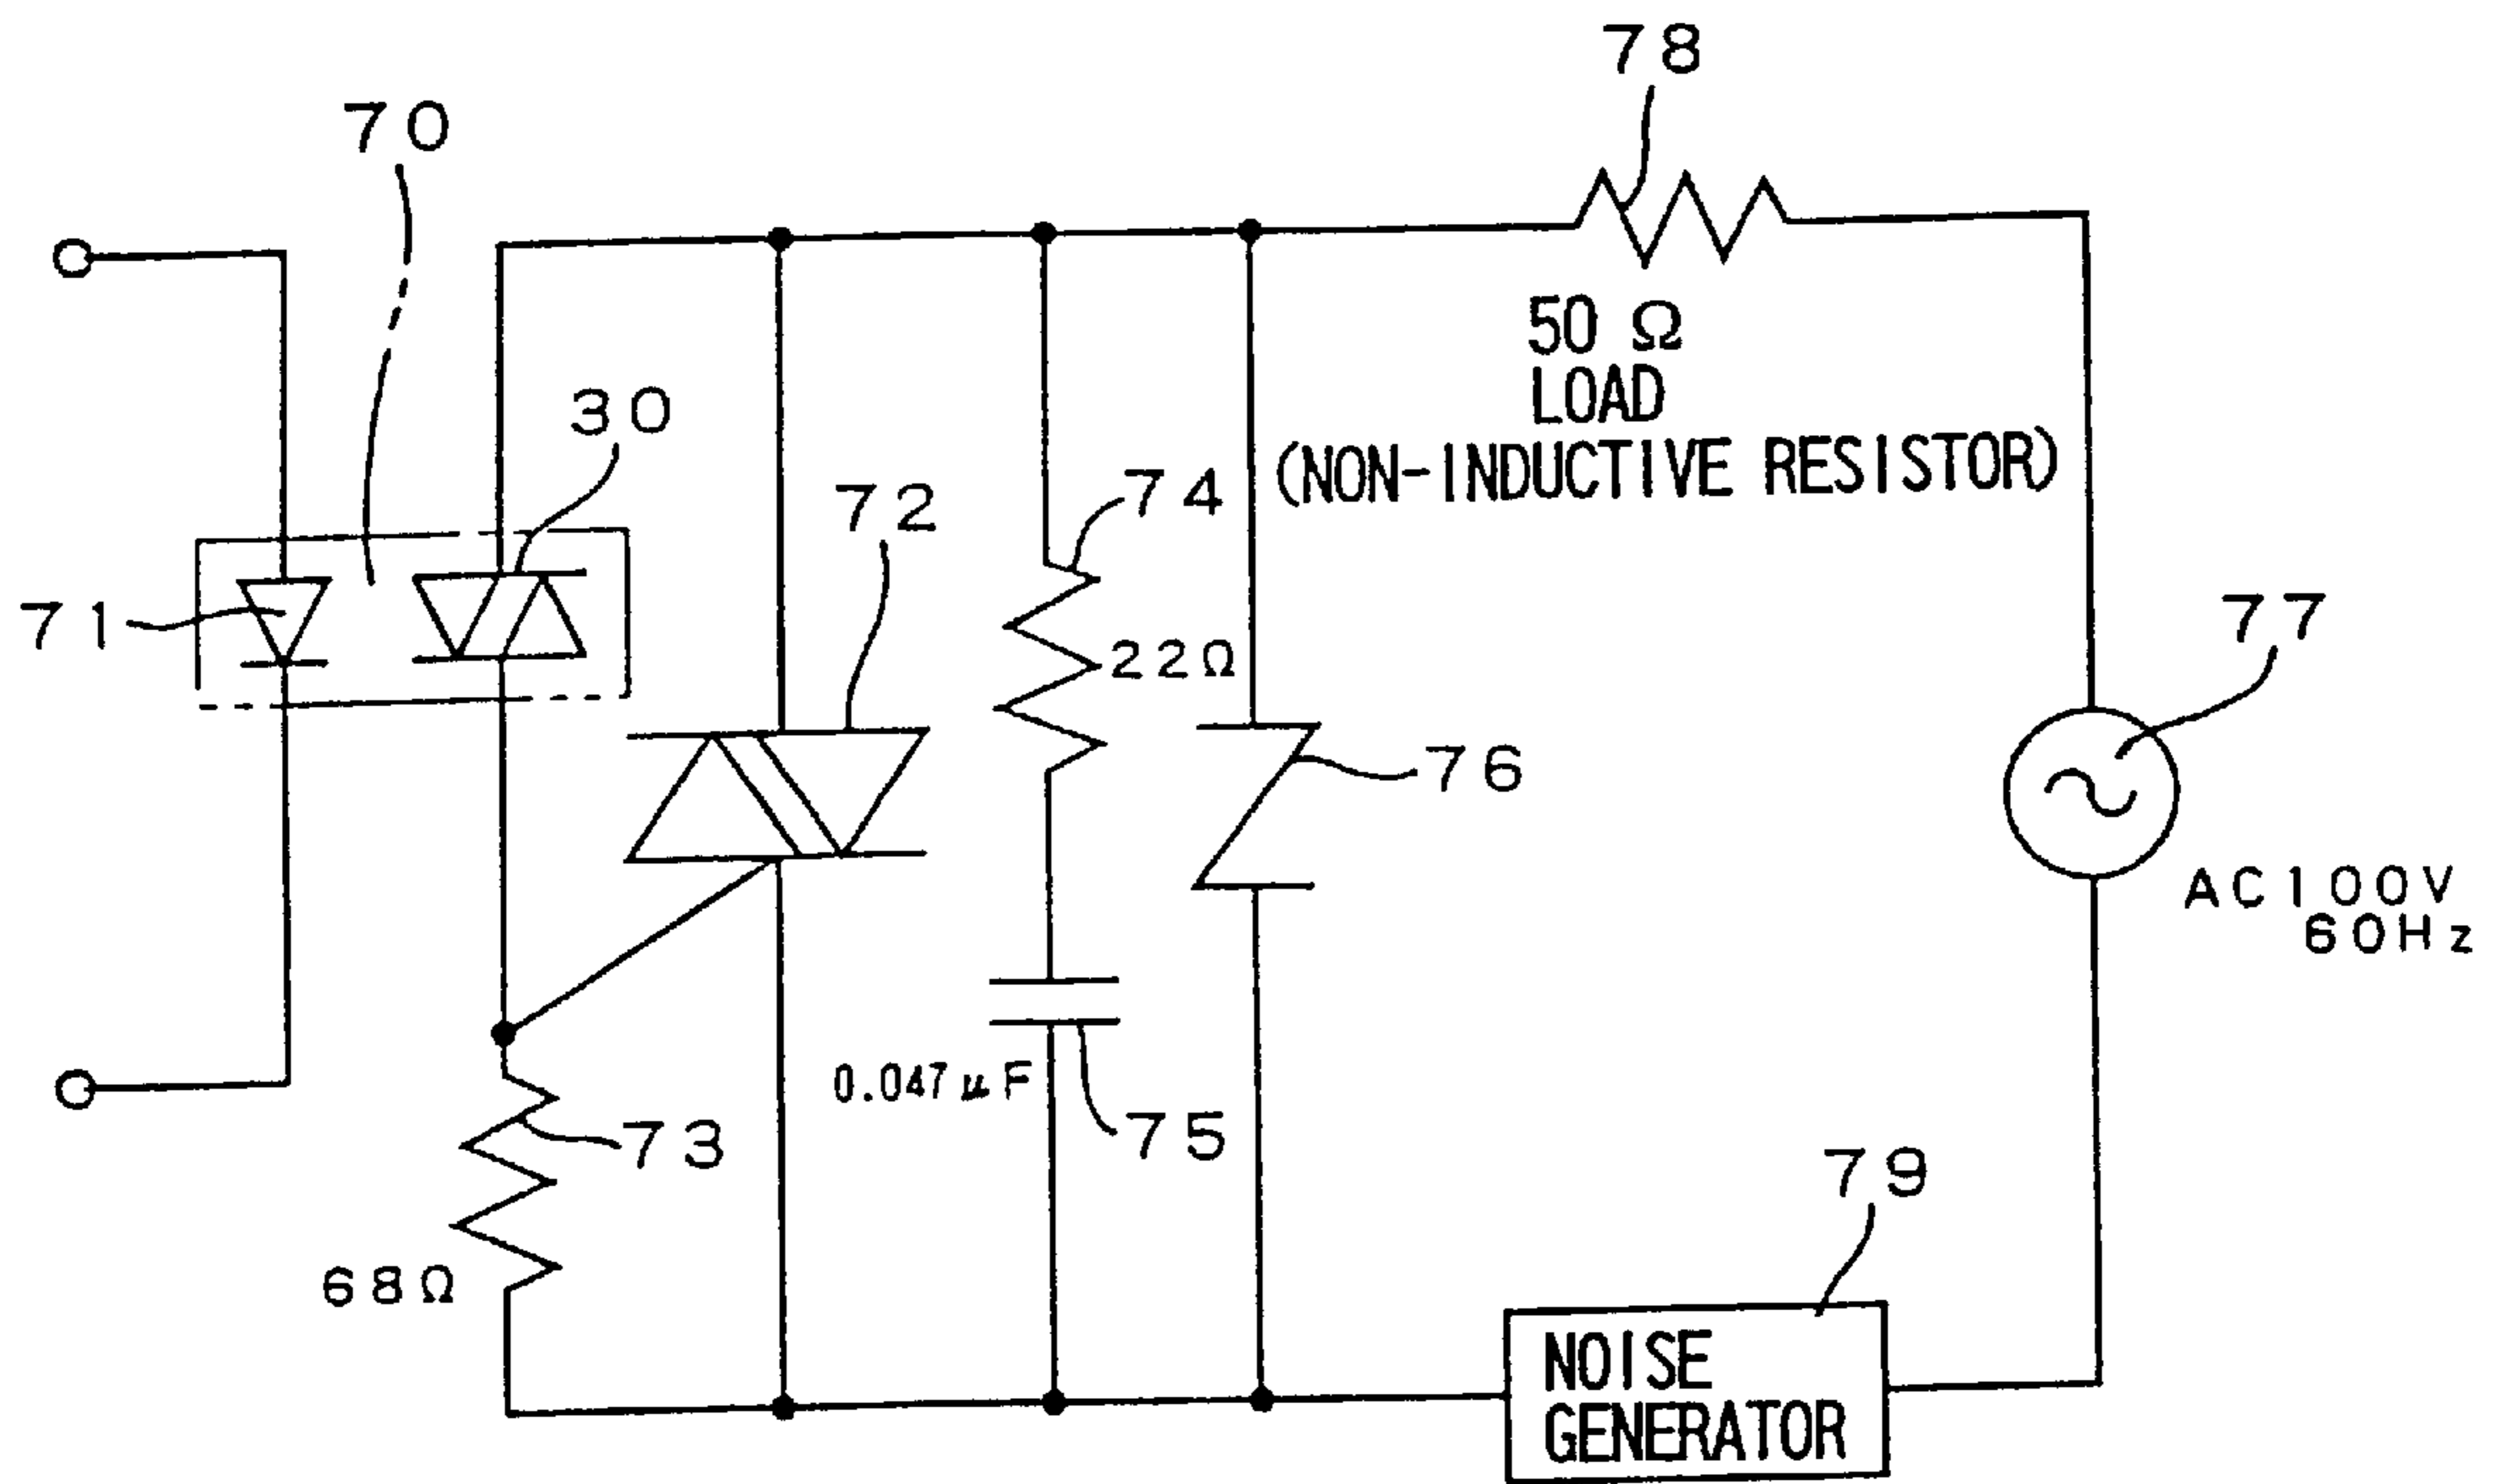 78
70
50 Ω
LOAD
(NON-INDUCTIVE RESISTOR)
30
72
74
71
22Ω
77
76
AC100V
60Hz
0.047μF
75
73
79
68Ω
NOISE
GENERATOR